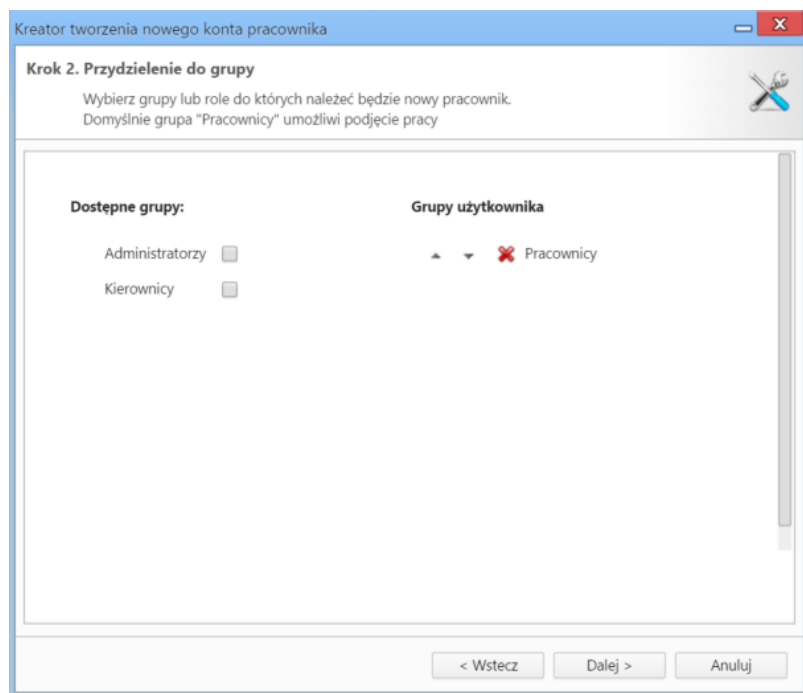 Kreator tworzenia nowego konta pracownika
Krok 2. Przydzielenie do grupy
Wybierz grupy lub role do których należeć będzie nowy pracownik.
Domyślnie grupa "Pracownicy" umożliwi podjęcie pracy
Dostępne grupy:
Grupy użytkownika
Administratorzy
Pracownicy
Kierownicy
< Wstecz
Dalej >
Anuluj